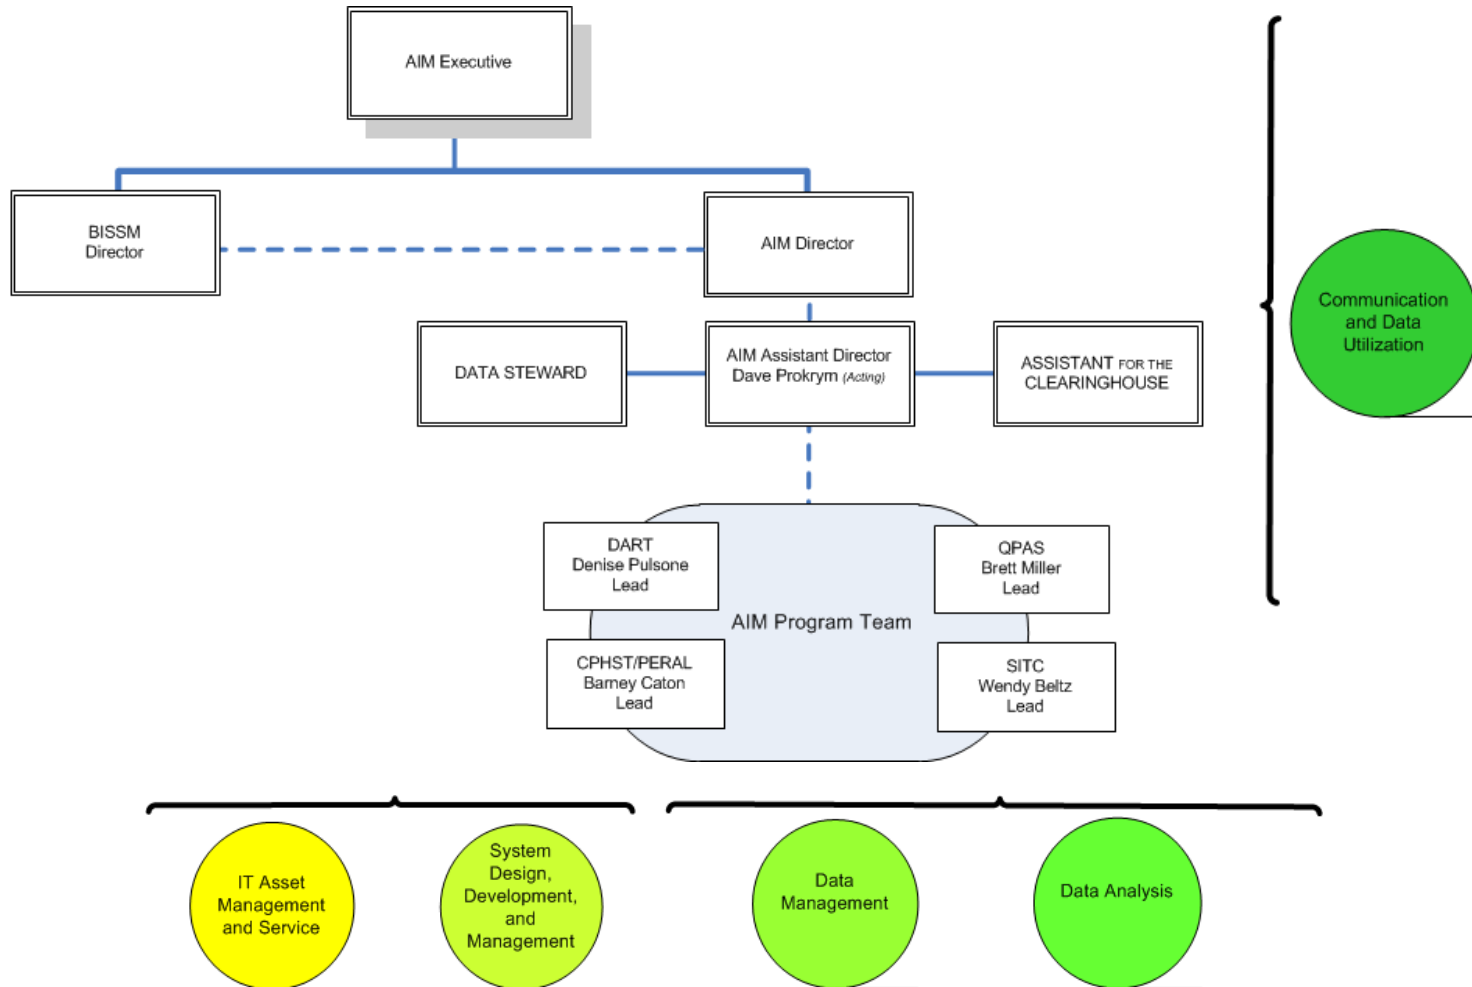 AIM Executive
BISSM
Director
AIM Director
Communication
and Data
Utilization
DATA STEWARD
AIM Assistant Director
Dave Prokrym (Acting)
ASSISTANT FOR THE
CLEARINGHOUSE
DART
Denise Pulsone
Lead
QPAS
Brett Miller
Lead
AIM Program Team
CPHST/PERAL
Barney Caton
Lead
SITC
Wendy Beltz
Lead
IT Asset
Management
and Service
System
Design,
Development,
and
Management
Data
Management
Data Analysis